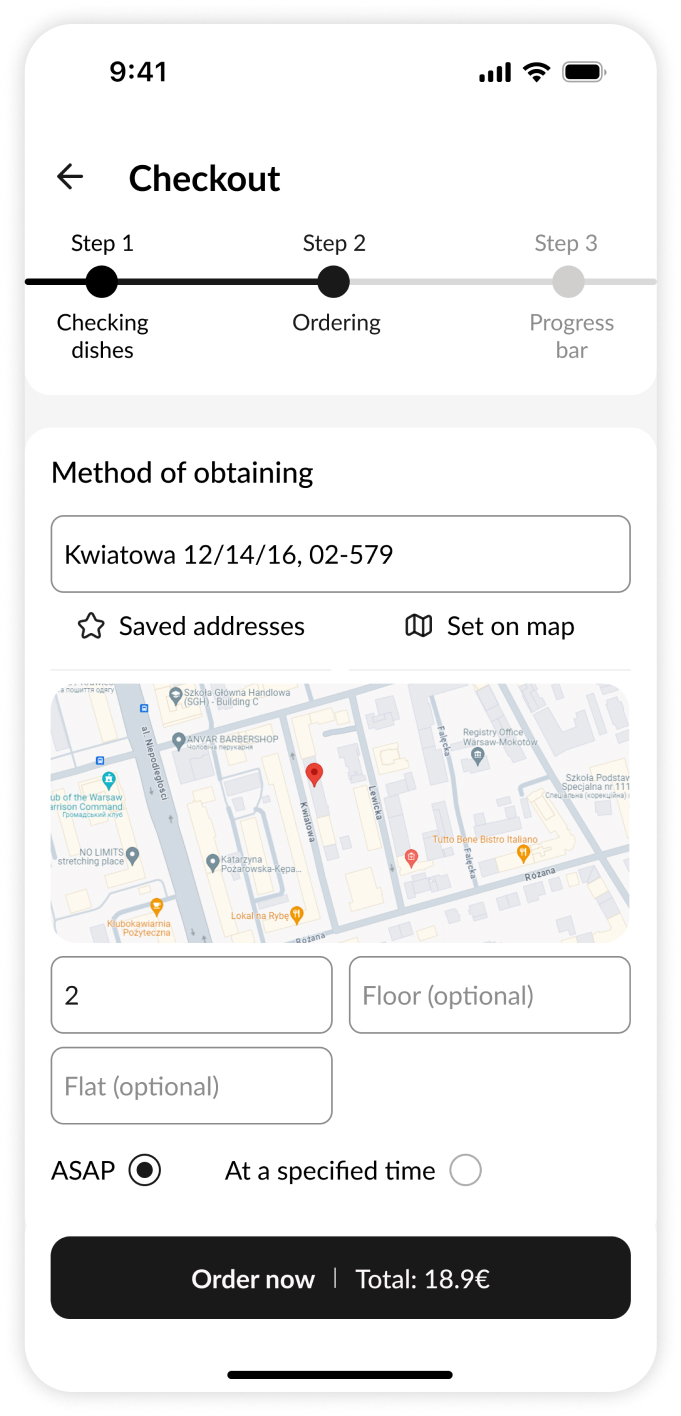 9:41
Checkout
Step 1
Step 2
Step 3
Checking
dishes
Ordering
Progress
bar
Method of obtaining
Kwiatowa 12/14/16, 02-579
Saved addresses
Set on map
а пошиття одягу
Szkoła Główna Handlowa
(SGH) - Building C
al. Niepodległości
ANVAR BARBERSHOP
Чоловіча перукарня
Falęcka
Registry Office
Warsaw-Mokotów
ub of the Warsaw
arrison Command
Громадський клуб
Kwiatowa
Lewicka
Szkoła Podstaw
Specjalna nr 111
Спеціальна (корекційна)
NO LIMITS
stretching place
Katarzyna
Pożarowska-Kępa...
Tutto Bene Bistro Italiano
Falęcka
Różana
Klubokawiarnia
Pożyteczna
Lokal na Rybę
Różana
2
Floor (optional)
Flat (optional)
ASAP
At a specified time
Order now | Total: 18.9€